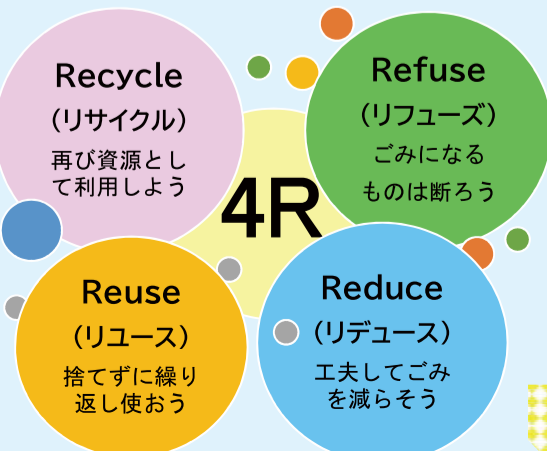 Recycle
(リサイクル)
再び資源とし
て利用しよう
Refuse
(リフューズ)
ごみになる
ものは断ろう
4R
Reuse
(リユース)
捨てずに繰り
返し使おう
Reduce
(リデュース)
工夫してごみ
を減らそう